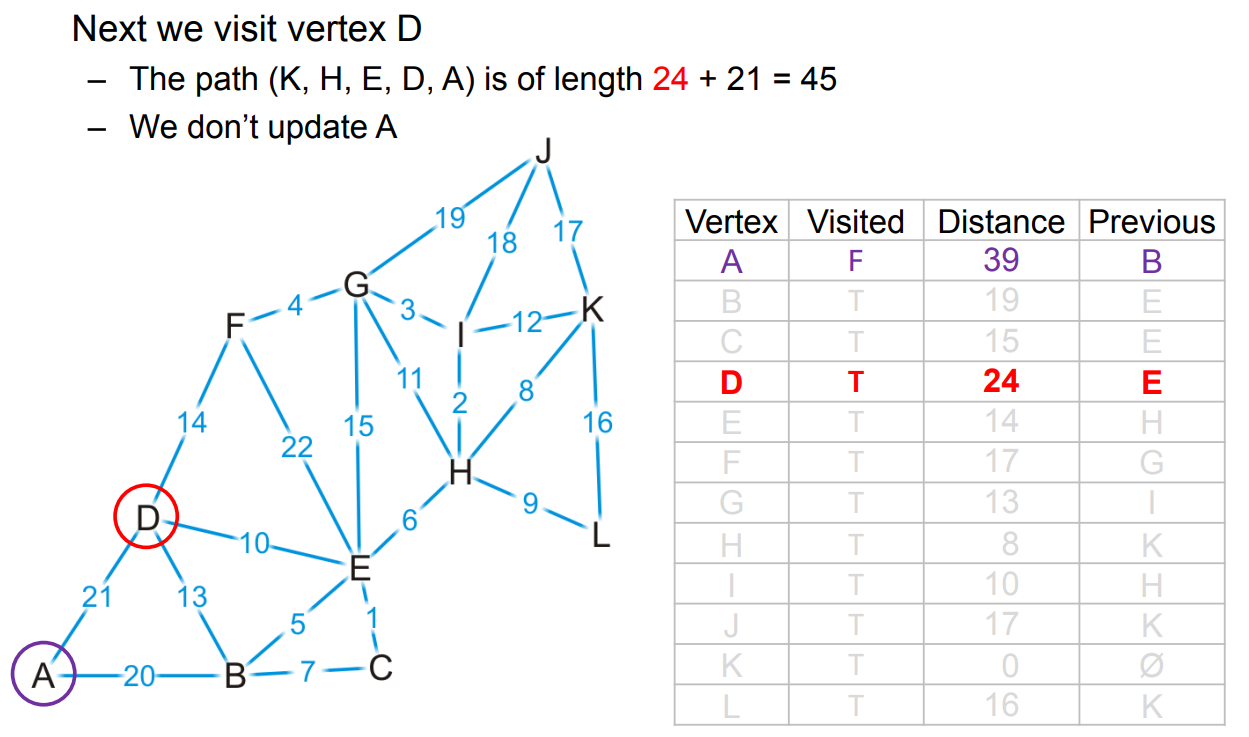 Next we visit vertex D
– The path (K, H, E, D, A) is of length 24 + 21 = 45
– We don’t update A
J
19
18
17
G
4
3
K
F
I
12
11
8
2
14
15
16
22
H
9
D
6
L
10
E
21
13
5
1
A
20
B
7
C
Vertex Visited Distance Previous
A F 39 B
B T 19 E
C T 15 E
D T 24 E
E T 14 H
F T 17 G
G T 13 I
H T 8 K
I T 10 H
J T 17 K
K T 0 Ø
L T 16 K